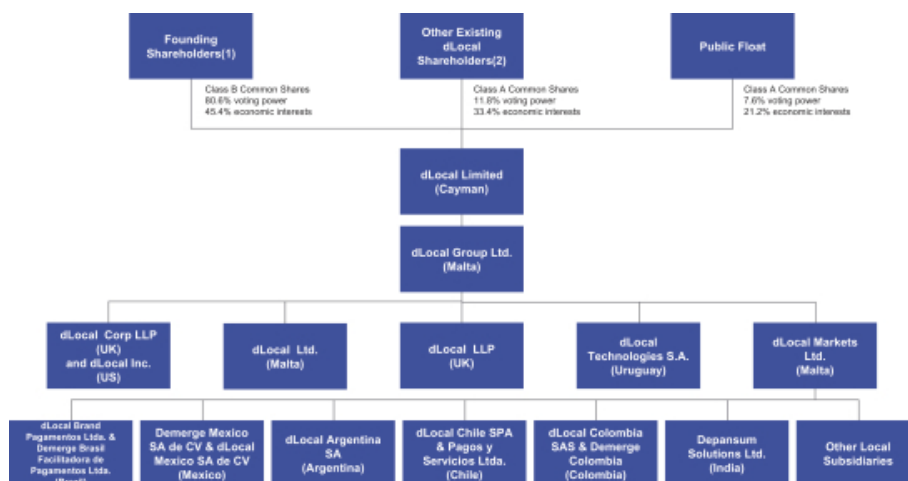 Founding
Shareholders(1)
Other Existing
dLocal
Shareholders(2)
Public Float
Class B Common Shares
80.6% voting power
45.4% economic interests
Class A Common Shares
11.8% voting power
33.4% economic interests
Class A Common Shares
7.6% voting power
21.2% economic interests
dLocal Limited
(Cayman)
dLocal Group Ltd.
(Malta)
dLocal Corp LLP
(UK)
and dLocal Inc.
(US)
dLocal Ltd.
(Malta)
dLocal LLP
(UK)
dLocal
Technologies S.A.
(Uruguay)
dLocal Markets
Ltd.
(Malta)
dLocal Brand
Pagamentos Ltda. &
Demerge Brasil
Facilitadora de
Pagamentos Ltda.
(Brasil)
Demerge Mexico
SA de CV & dLocal
Mexico SA de CV
(Mexico)
dLocal Argentina
SA
(Argentina)
dLocal Chile SPA
& Pagos y
Servicios Ltda.
(Chile)
dLocal Colombia
SAS & Demerge
Colombia
(Colombia)
Depansum
Solutions Ltd.
(India)
Other Local
Subsidiaries